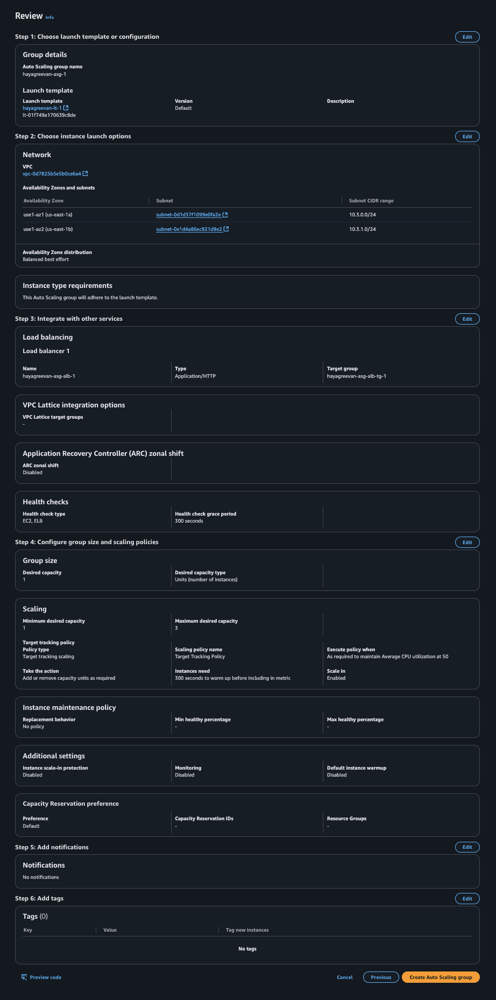 Review Info
Step 1: Choose launch template or configuration
Edit
Group details
Auto Scaling group name
hayagreevan-asg-1
Launch template
Launch template Version Description
hayagreevan-lt-1 Default
lt-01f749a170639c8de
Step 2: Choose instance launch options
Edit
Network
VPC
vpc-0d7825b5e5b0ce6a4
Availability Zones and subnets
Availability Zone Subnet Subnet CIDR range
use1-az1 (us-east-1a) subnet-0d1d37f1099e0fa2e 10.3.0.0/24
use1-az2 (us-east-1b) subnet-0e1d4a86ec921d9e2 10.3.1.0/24
Availability Zone distribution
Balanced best effort
Instance type requirements
This Auto Scaling group will adhere to the launch template.
Step 3: Integrate with other services
Edit
Load balancing
Load balancer 1
Name Type Target group
hayagreevan-asg-alb-1 Application/HTTP hayagreevan-asg-alb-tg-1
VPC Lattice integration options
VPC Lattice target groups
-
Application Recovery Controller (ARC) zonal shift
ARC zonal shift
Disabled
Health checks
Health check type Health check grace period
EC2, ELB 300 seconds
Step 4: Configure group size and scaling policies
Edit
Group size
Desired capacity Desired capacity type
1 Units (number of instances)
Scaling
Minimum desired capacity Maximum desired capacity
1 3
Target tracking policy
Policy type Scaling policy name Execute policy when
Target tracking scaling Target Tracking Policy As required to maintain Average CPU utilization at 50
Take the action Instances need Scale in
Add or remove capacity units as required 300 seconds to warm up before including in metric Enabled
Instance maintenance policy
Replacement behavior Min healthy percentage Max healthy percentage
No policy - -
Additional settings
Instance scale-in protection Monitoring Default instance warmup
Disabled Disabled Disabled
Capacity Reservation preference
Preference Capacity Reservation IDs Resource Groups
Default - -
Step 5: Add notifications
Edit
Notifications
No notifications
Step 6: Add tags
Edit
Tags (0)
Key Value Tag new instances
No tags
Preview code Cancel Previous Create Auto Scaling group